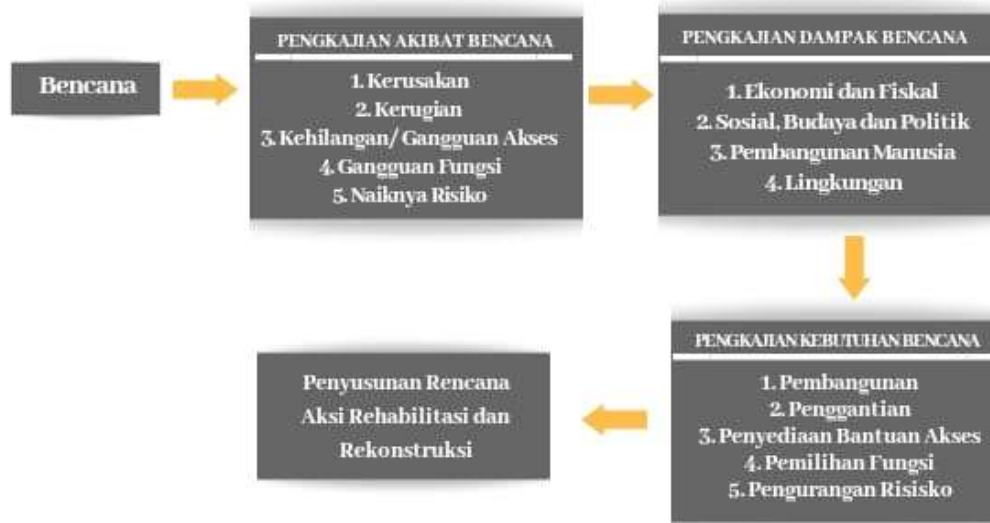 Bencana
PENGKAJIAN AKIBAT BENCANA
1. Kerusakan
2. Kerugian
3. Kehilangan/ Gangguan Akses
4. Gangguan Fungsi
5. Naiknya Risiko
PENGKAJIAN DAMPAK BENCANA
1. Ekonomi dan Fiskal
2. Sosial, Budaya dan Politik
3. Pembangunan Manusia
4. Lingkungan
PENGKAJIAN KEBUTUHAN BENCANA
1. Pembangunan
2. Penggantian
3. Penyediaan Bantuan Akses
4. Pemilihan Fungsi
5. Pengurangan Risisko
Penyusunan Rencana
Aksi Rehabilitasi dan
Rekonstruksi